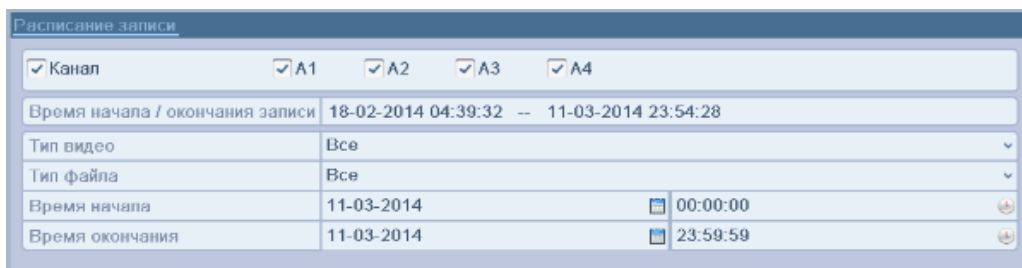 Расписание записи
Канал A1 A2 A3 A4
Время начала / окончания записи 18-02-2014 04:39:32 -- 11-03-2014 23:54:28
Тип видео Все
Тип файла Все
Время начала 11-03-2014 00:00:00
Время окончания 11-03-2014 23:59:59